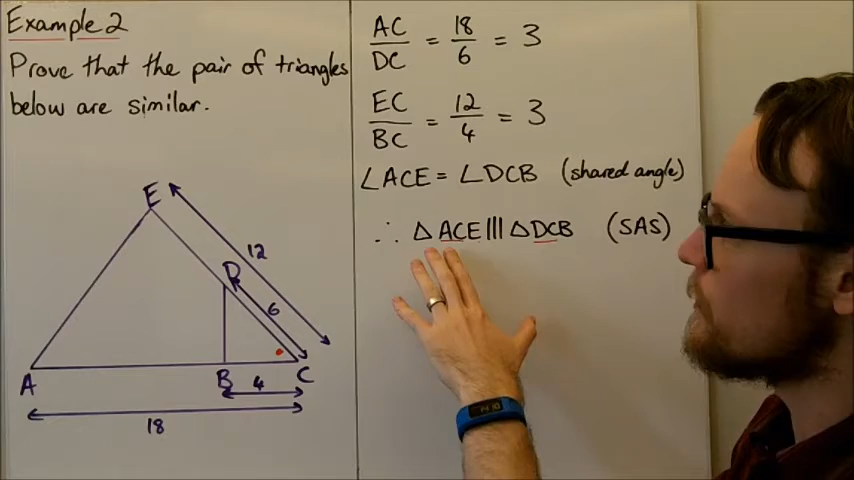 Example 2
Prove that the pair of triangles
below are similar.
E
12
D
6
A
B
4
C
18
AC/DC = 18/6 = 3
EC/BC = 12/4 = 3
∠ACE = ∠DCB (shared angle)
∴ △ACE ||| △DCB (SAS)